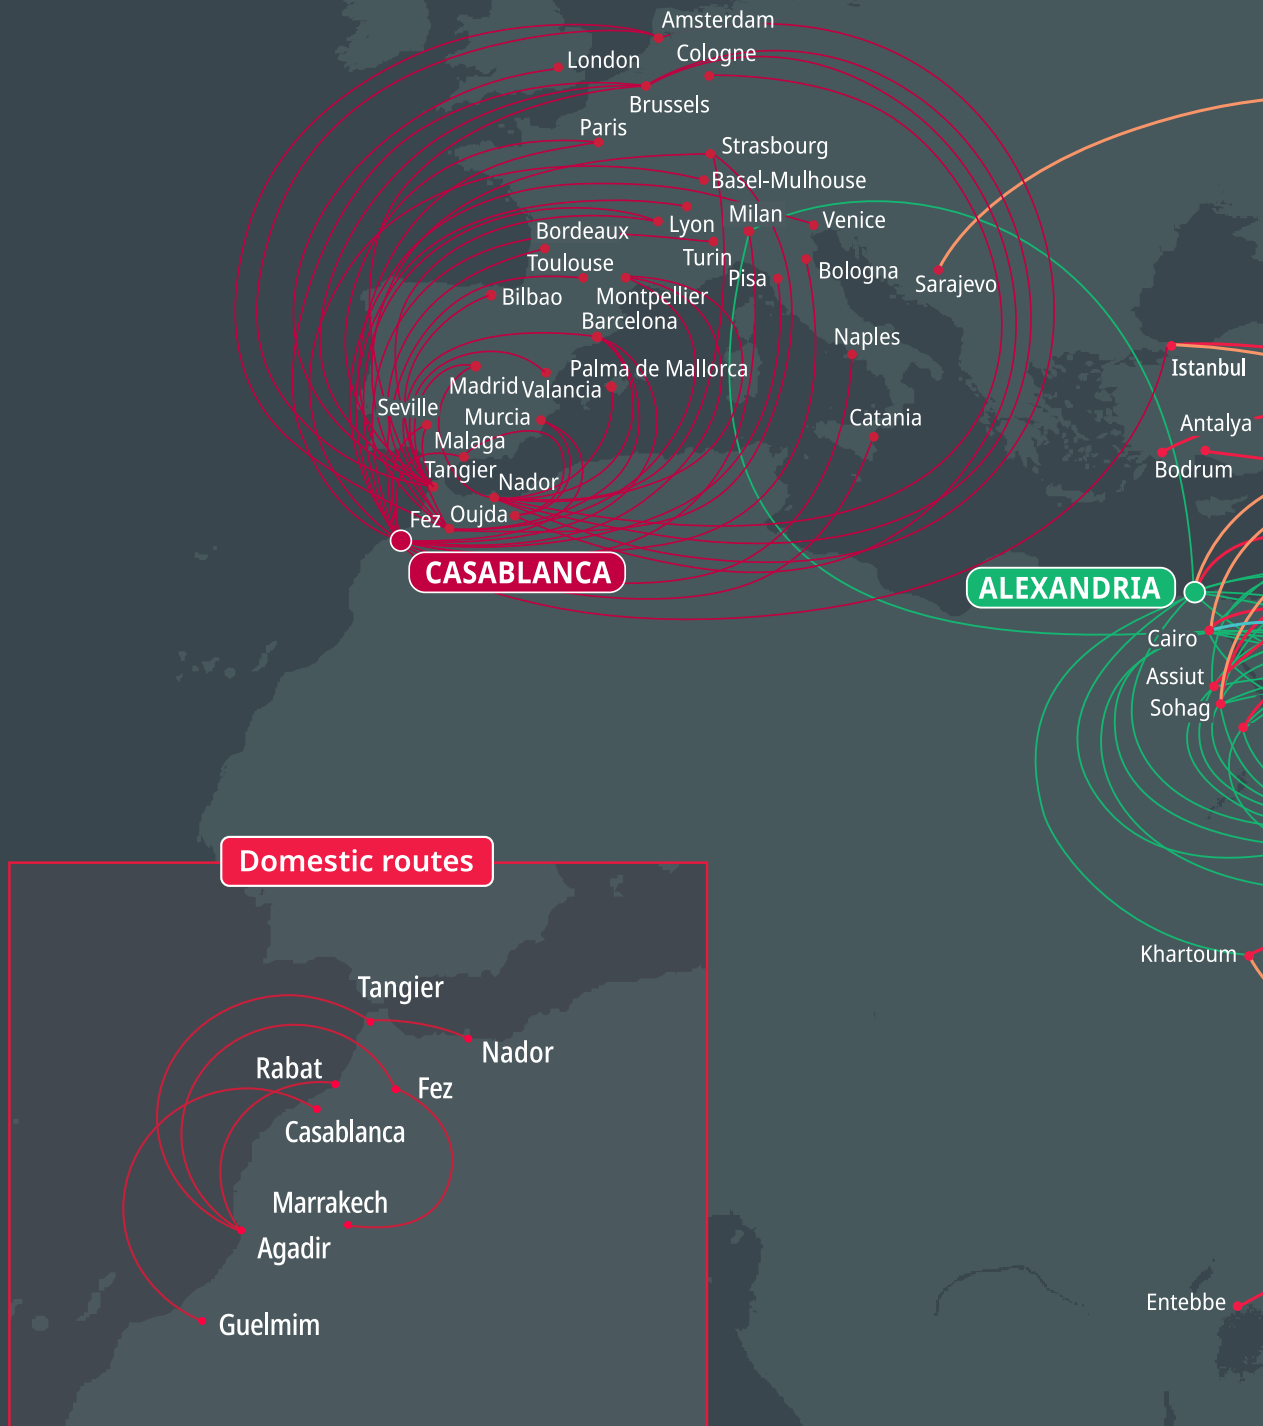 Amsterdam
Cologne
London
Brussels
Paris
Strasbourg
Basel-Mulhouse
Milan
Venice
Lyon
Bordeaux
Turin
Toulouse
Bologna
Pisa
Sarajevo
Bilbao
Montpellier
Barcelona
Naples
Istanbul
Palma de Mallorca
Madrid
Valancia
Seville
Murcia
Catania
Antalya
Malaga
Tangier
Bodrum
Nador
Fez
Oujda
CASABLANCA
ALEXANDRIA
Cairo
Assiut
Sohag
Domestic routes
Khartoum
Tangier
Nador
Rabat
Fez
Casablanca
Marrakech
Agadir
Entebbe
Guelmim